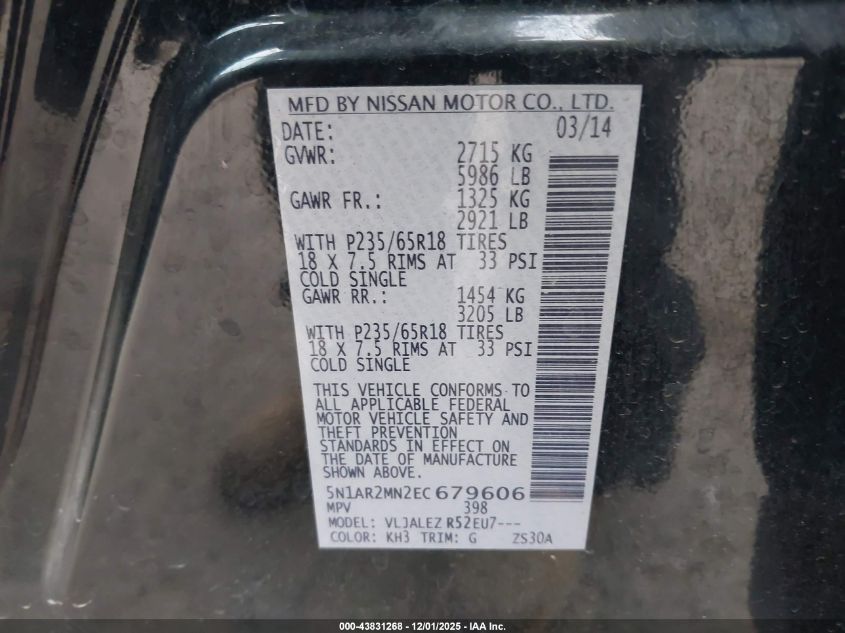 MFD BY NISSAN MOTOR CO., LTD.
DATE: 03/14
GVWR: 2715 KG
5986 LB
GAWR FR.: 1325 KG
2921 LB
WITH P235/65R18 TIRES
18 X 7.5 RIMS AT 33 PSI
COLD SINGLE
GAWR RR.: 1454 KG
3205 LB
WITH P235/65R18 TIRES
18 X 7.5 RIMS AT 33 PSI
COLD SINGLE
THIS VEHICLE CONFORMS TO
ALL APPLICABLE FEDERAL
MOTOR VEHICLE SAFETY AND
THEFT PREVENTION
STANDARDS IN EFFECT ON
THE DATE OF MANUFACTURE
SHOWN ABOVE.
5N1AR2MN2EC679606
MPV 398
MODEL: VLJALEZ R52EU7---
COLOR: KH3 TRIM: G ZS30A
000-43831268 - 12/01/2025 - IAA Inc.